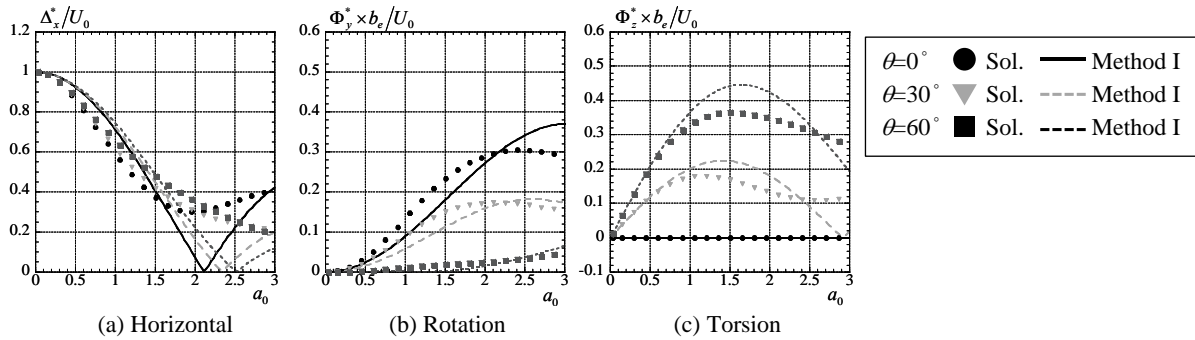 Δ*x/U0
1.2
1
0.8
0.6
0.4
0.2
0
0 0.5 1 1.5 2 2.5 3
a0
(a) Horizontal
Φ*y×be/U0
0.6
0.5
0.4
0.3
0.2
0.1
0
0 0.5 1 1.5 2 2.5 3
a0
(b) Rotation
Φ*z×be/U0
0.6
0.5
0.4
0.3
0.2
0.1
0
-0.1
0 0.5 1 1.5 2 2.5 3
a0
(c) Torsion
θ=0° Sol. Method I
θ=30° Sol. Method I
θ=60° Sol. Method I